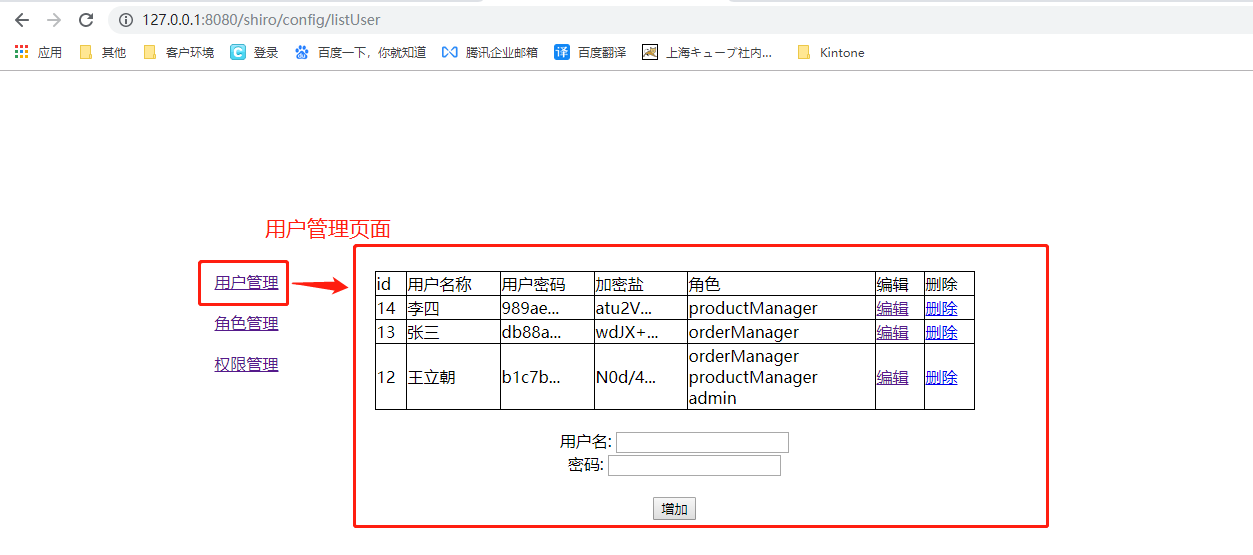 127.0.0.1:8080/shiro/config/listUser
应用 其他 客户环境 登录 百度一下，你就知道 腾讯企业邮箱 译 百度翻译 上海キューブ社内... Kintone
用户管理页面
用户管理
角色管理
权限管理
id 用户名称 用户密码 加密盐 角色 编辑 删除
14 李四 989ae... atu2V... productManager 编辑 删除
13 张三 db88a... wdJX+... orderManager 编辑 删除
orderManager
12 王立朝 b1c7b... N0d/4... productManager 编辑 删除
admin
用户名:
密码:
增加